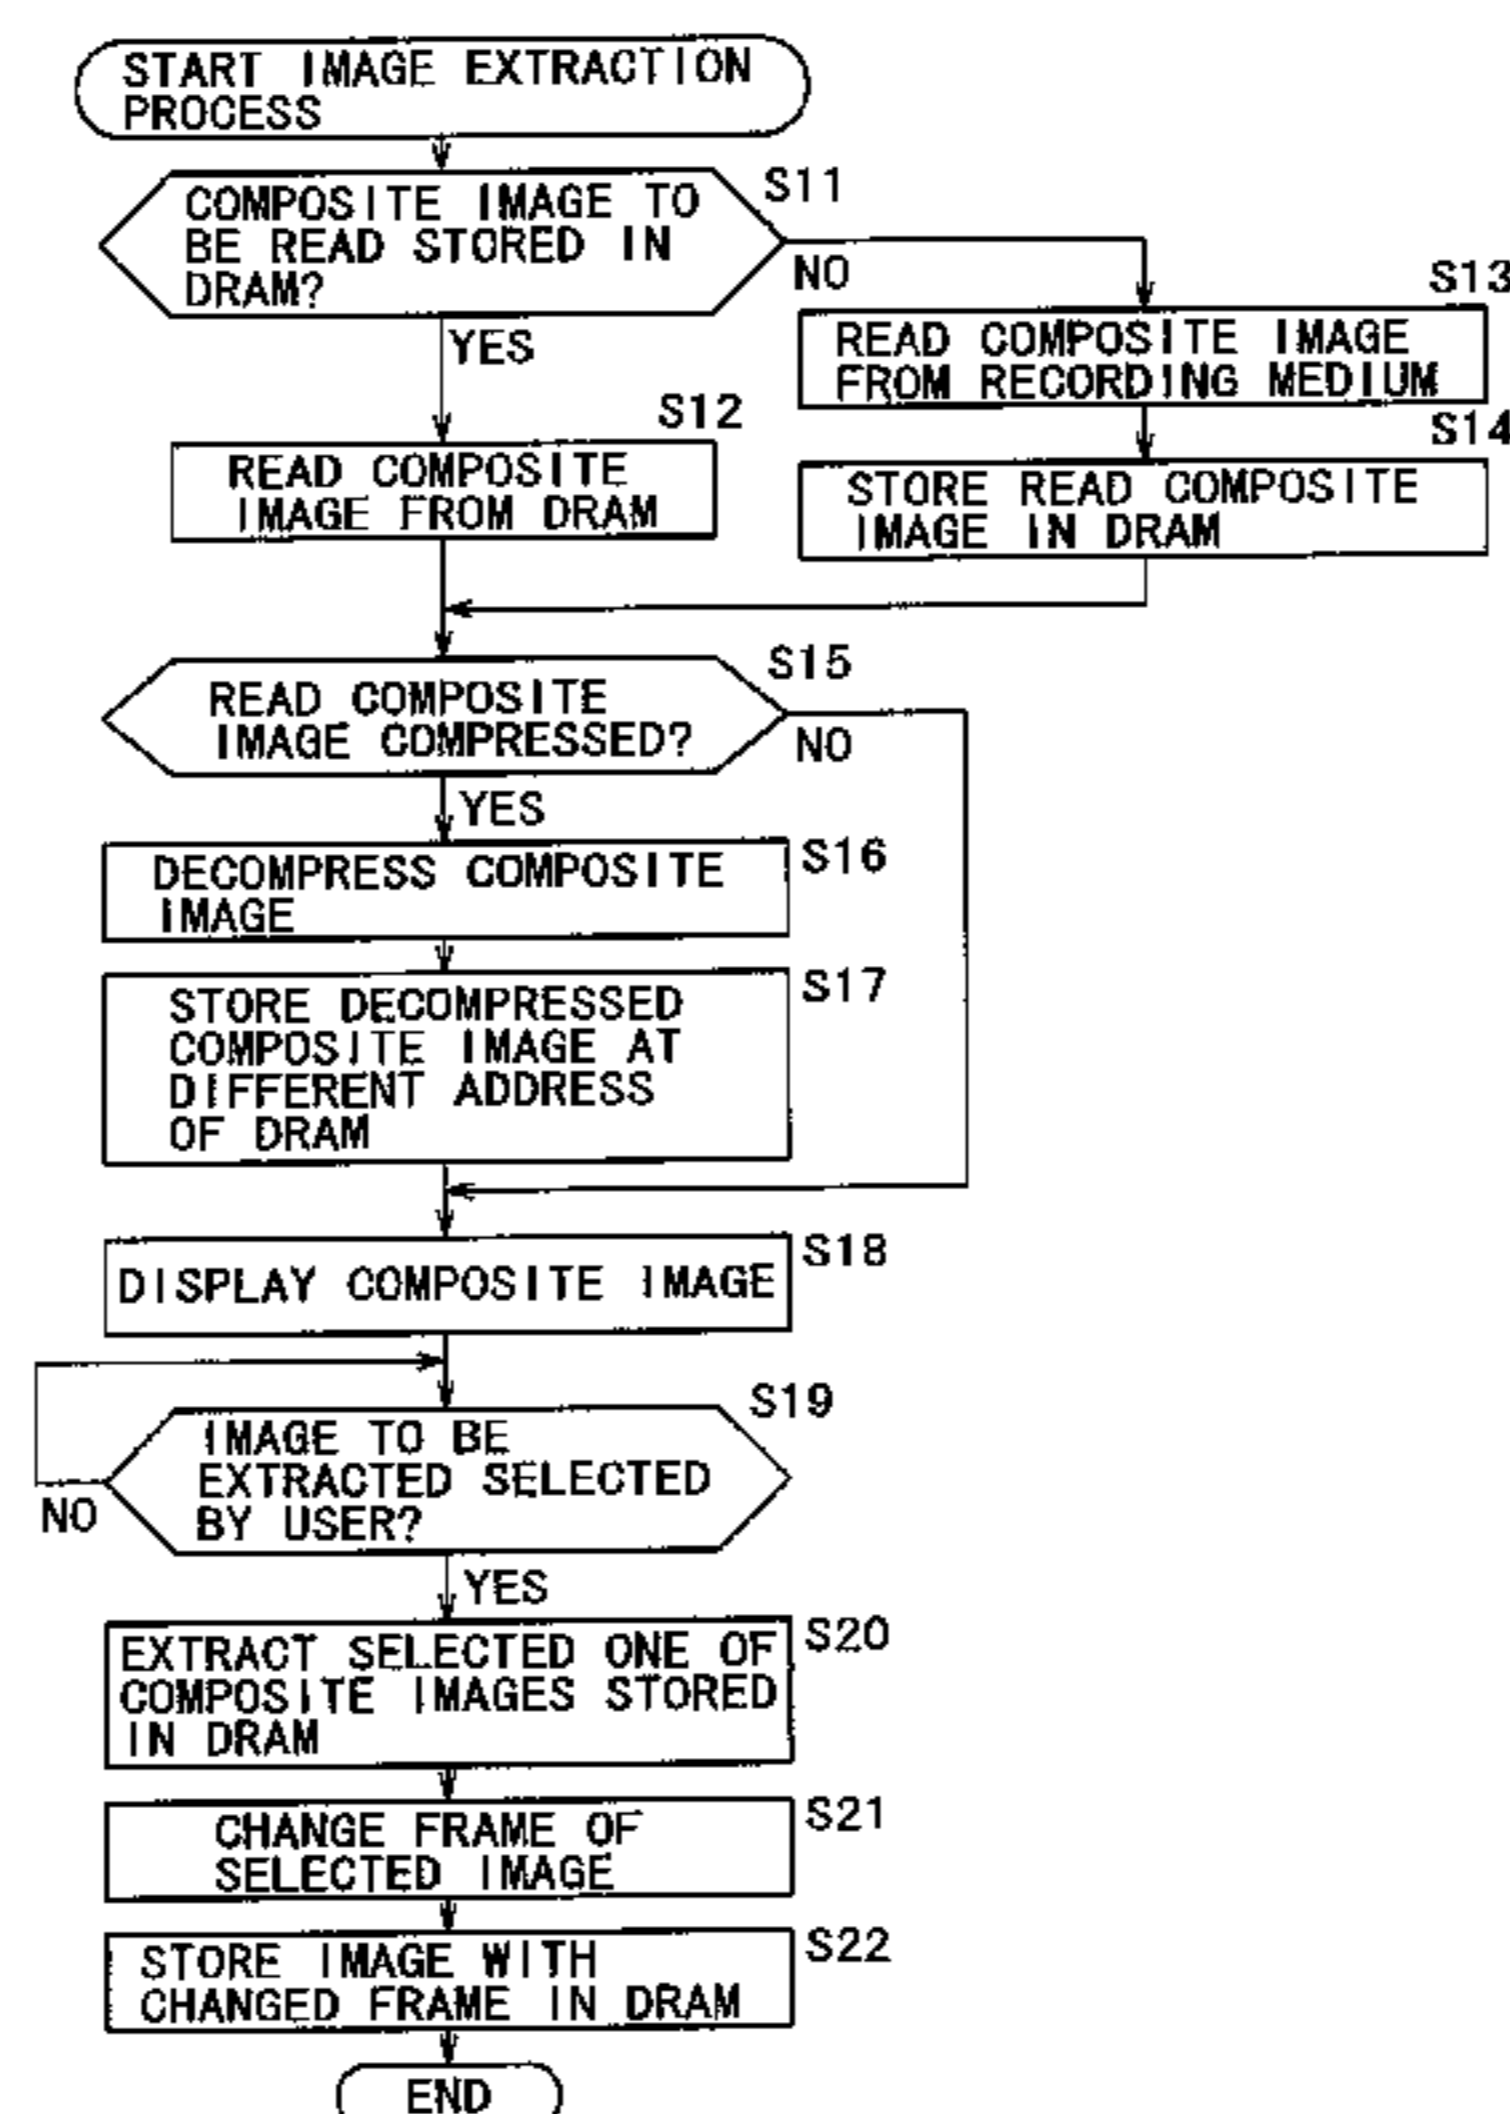 START IMAGE EXTRACTION
PROCESS
COMPOSITE IMAGE TO
BE READ STORED IN
DRAM?
S11
NO
YES
S13
READ COMPOSITE IMAGE
FROM RECORDING MEDIUM
S12
READ COMPOSITE
IMAGE FROM DRAM
S14
STORE READ COMPOSITE
IMAGE IN DRAM
S15
READ COMPOSITE
IMAGE COMPRESSED?
NO
YES
DECOMPRESS COMPOSITE
IMAGE
S16
STORE DECOMPRESSED
COMPOSITE IMAGE AT
DIFFERENT ADDRESS
OF DRAM
S17
DISPLAY COMPOSITE IMAGE
S18
S19
IMAGE TO BE
EXTRACTED SELECTED
BY USER?
NO
YES
EXTRACT SELECTED ONE OF
COMPOSITE IMAGES STORED
IN DRAM
S20
CHANGE FRAME OF
SELECTED IMAGE
S21
STORE IMAGE WITH
CHANGED FRAME IN DRAM
S22
END